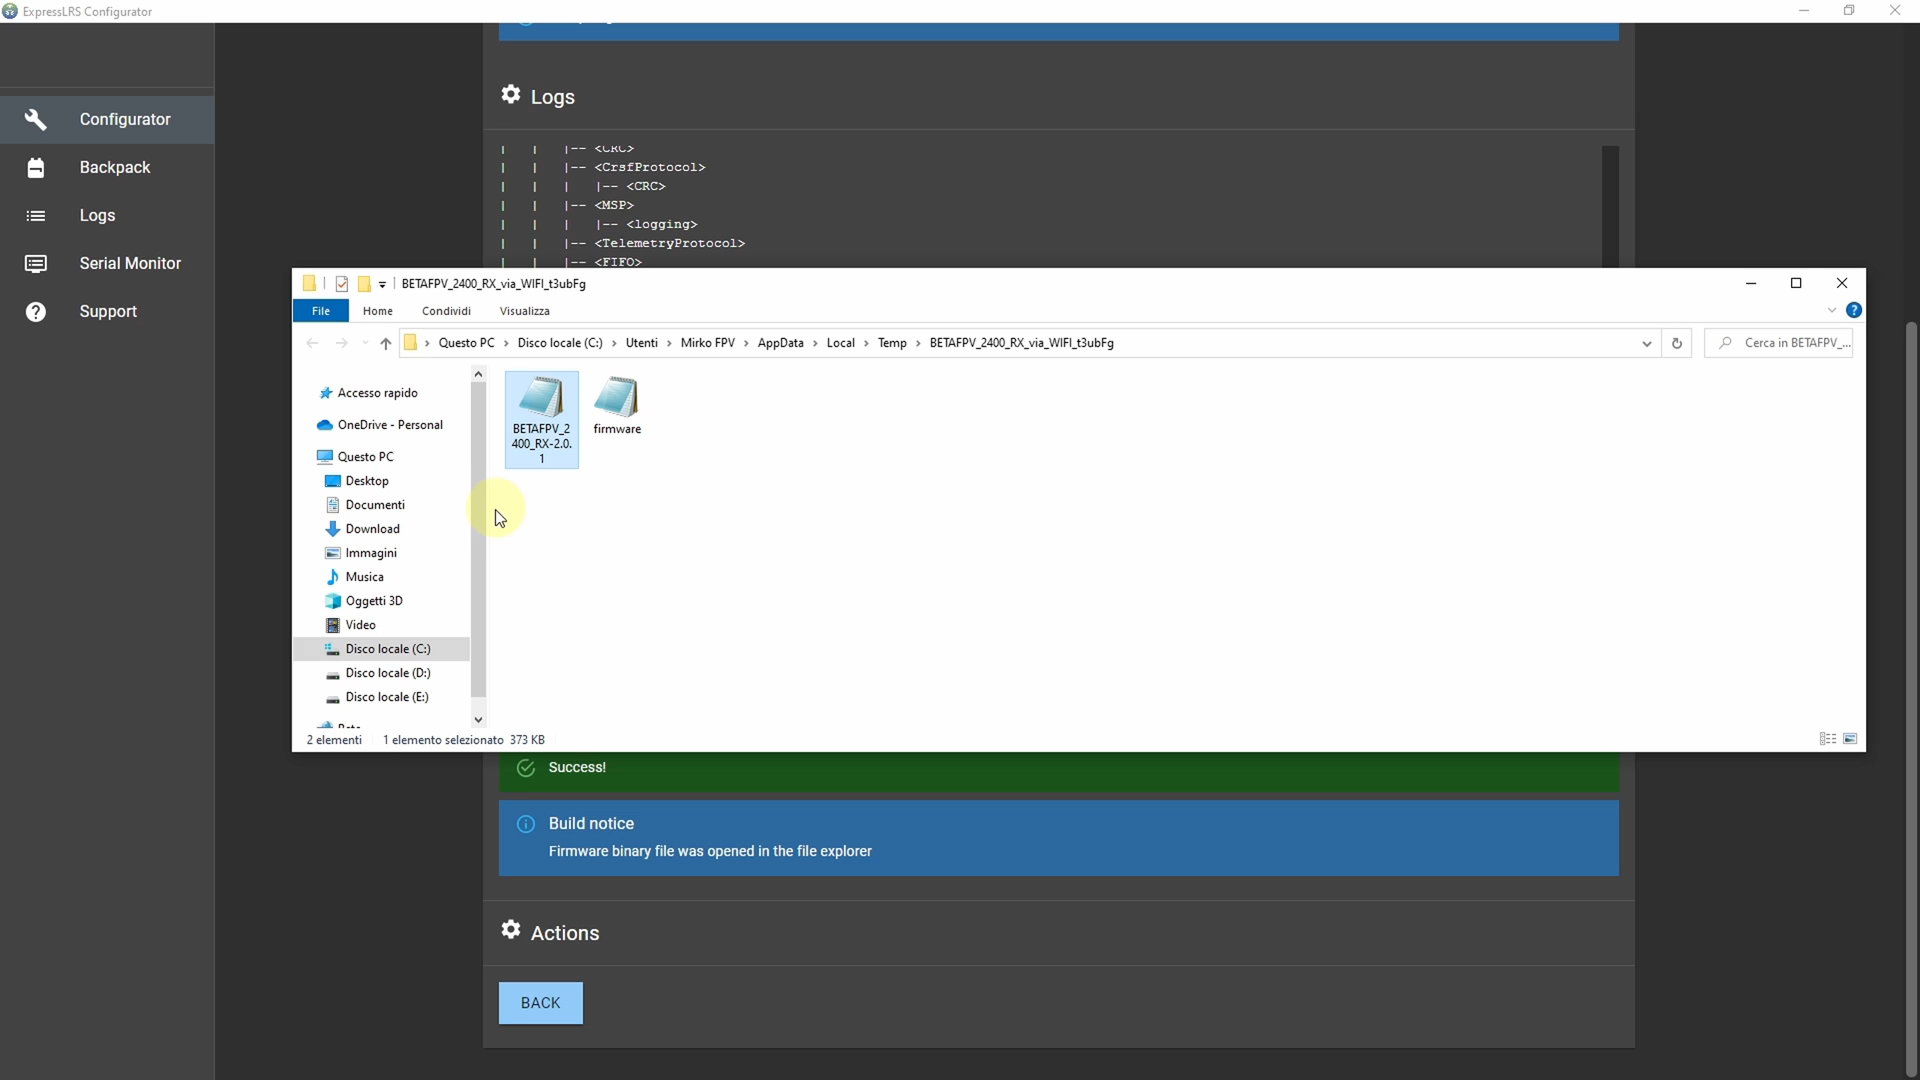 ExpressLRS Configurator
Configurator
Backpack
Logs
Serial Monitor
Support
Logs
| | |-- <CRC>
| | |-- <CrsfProtocol>
| | | |-- <CRC>
| | |-- <MSP>
| | | |-- <logging>
| | |-- <TelemetryProtocol>
| | |-- <FIFO>
BETAFPV_2400_RX_via_WIFI_t3ubFg
File Home Condividi Visualizza
Questo PC > Disco locale (C:) > Utenti > Mirko FPV > AppData > Local > Temp > BETAFPV_2400_RX_via_WIFI_t3ubFg
Cerca in BETAFPV_...
Accesso rapido
OneDrive - Personal
Questo PC
Desktop
Documenti
Download
Immagini
Musica
Oggetti 3D
Video
Disco locale (C:)
Disco locale (D:)
Disco locale (E:)
BETAFPV_2
400_RX-2.0.
1
firmware
2 elementi 1 elemento selezionato 373 KB
Success!
Build notice
Firmware binary file was opened in the file explorer
Actions
BACK